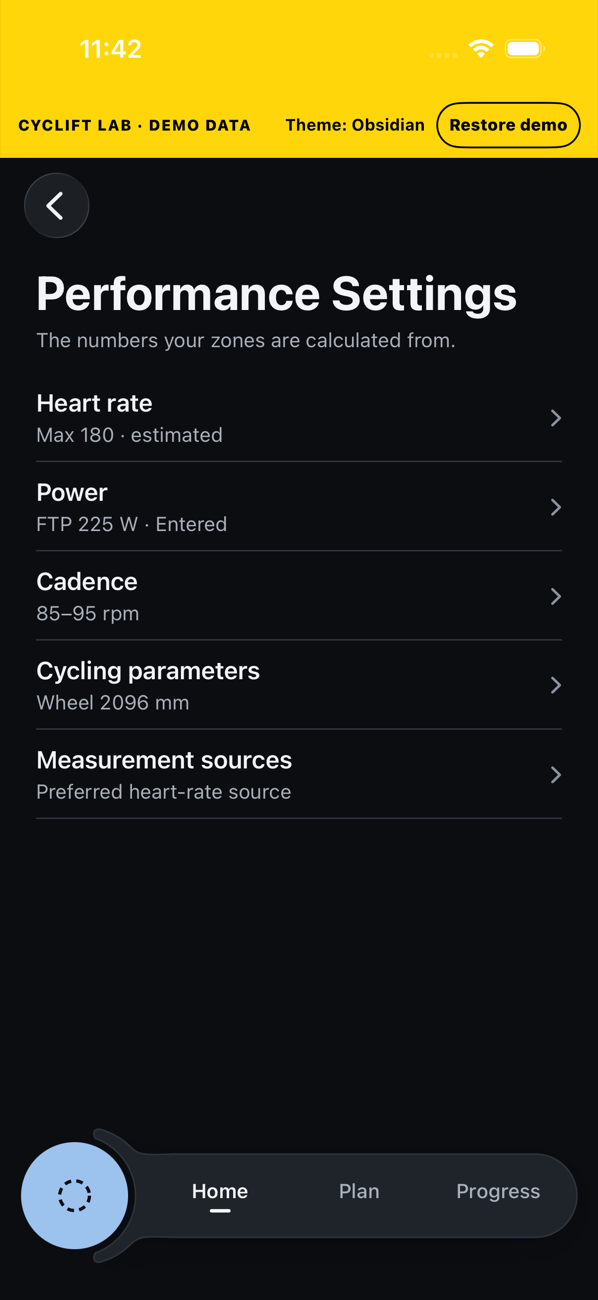 11:42
CYCLIFT LAB · DEMO DATA
Theme: Obsidian
Restore demo
Performance Settings
The numbers your zones are calculated from.
Heart rate
Max 180 · estimated
Power
FTP 225 W · Entered
Cadence
85–95 rpm
Cycling parameters
Wheel 2096 mm
Measurement sources
Preferred heart-rate source
Home
Plan
Progress